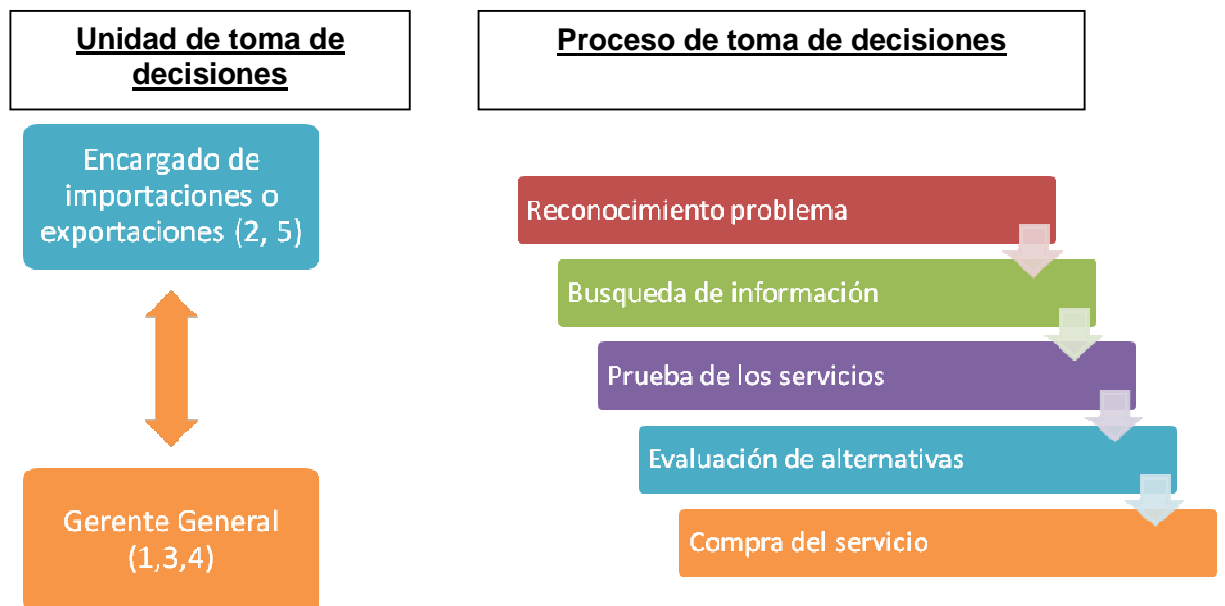 Unidad de toma de
decisiones
Proceso de toma de decisiones
Encargado de
importaciones o
exportaciones (2, 5)
Gerente General
(1,3,4)
Reconocimiento problema
Busqueda de información
Prueba de los servicios
Evaluación de alternativas
Compra del servicio